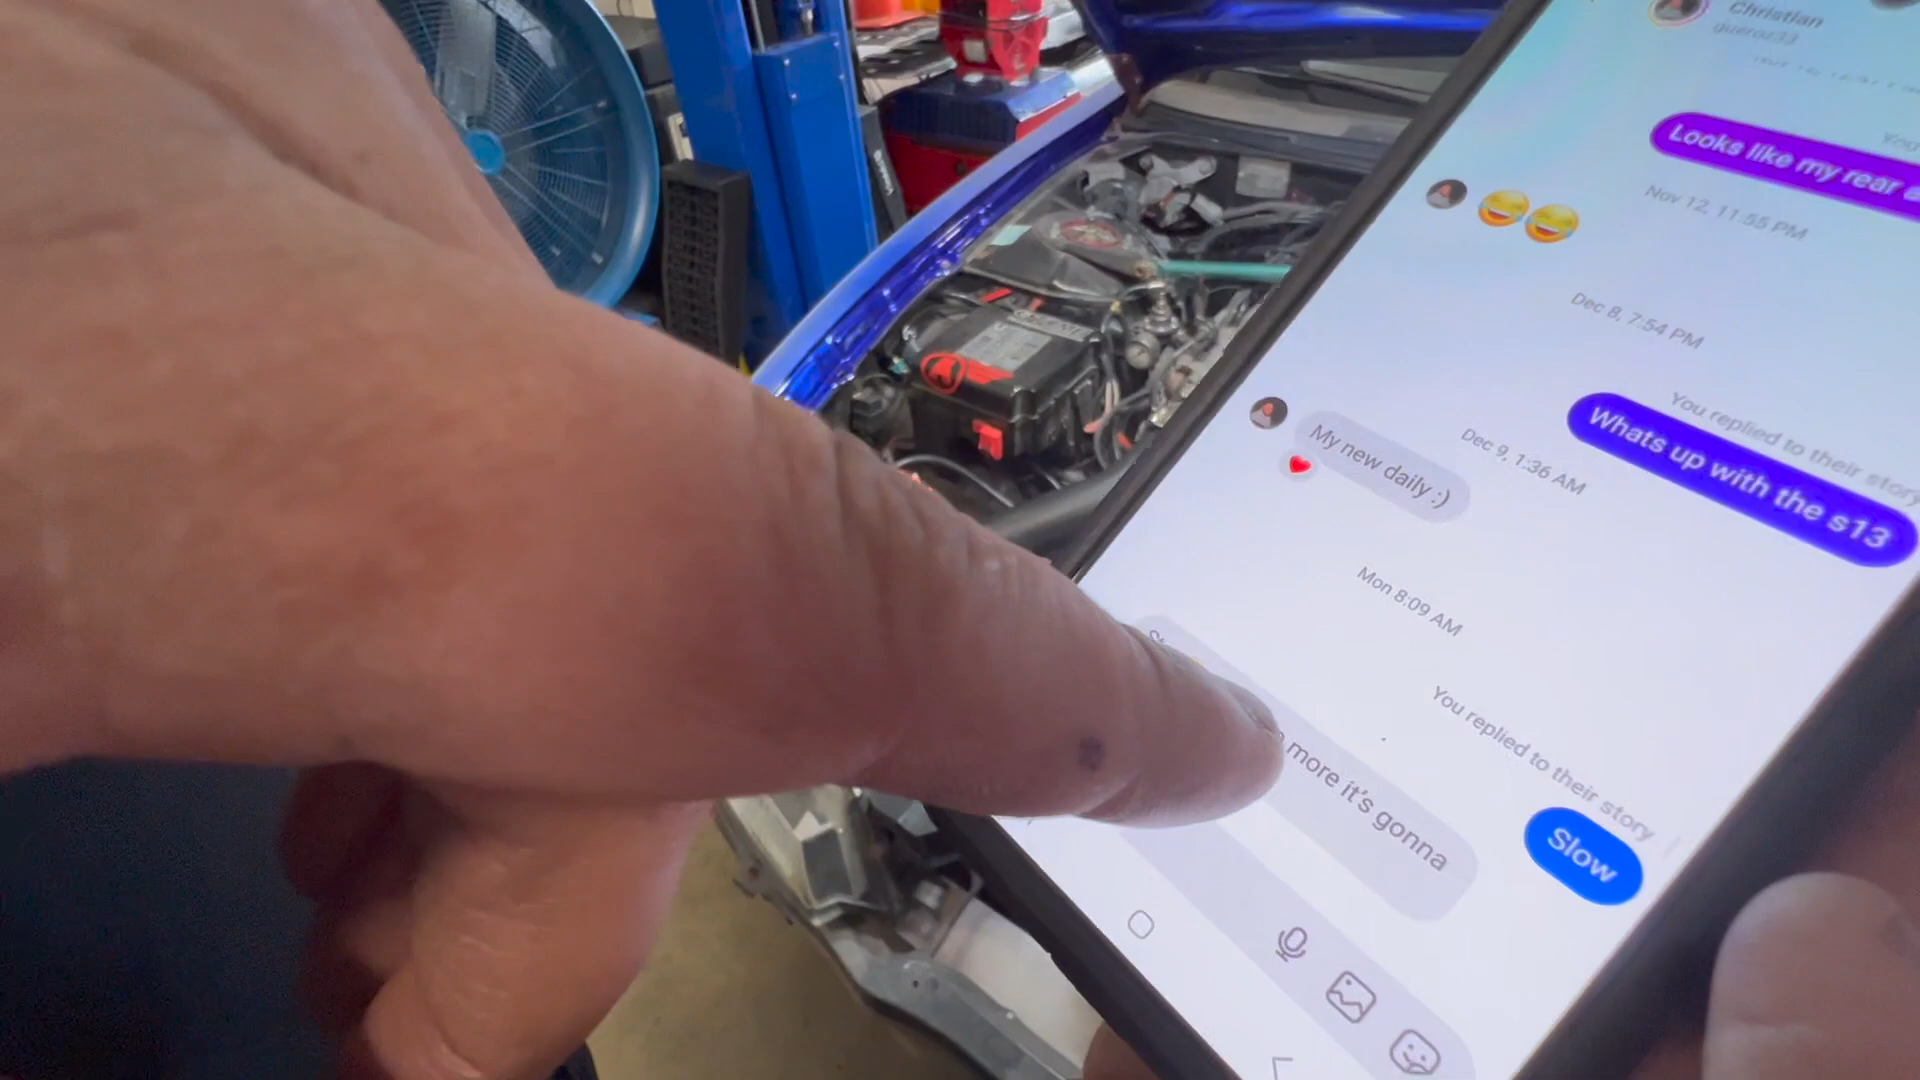 Christian
gueroz33
Looks like my rear
Nov 12, 11:55 PM
Dec 8, 7:54 PM
You replied to their story
Whats up with the s13
Dec 9, 1:36 AM
My new daily :)
Mon 8:09 AM
You replied to their story
Slow
more it's gonna